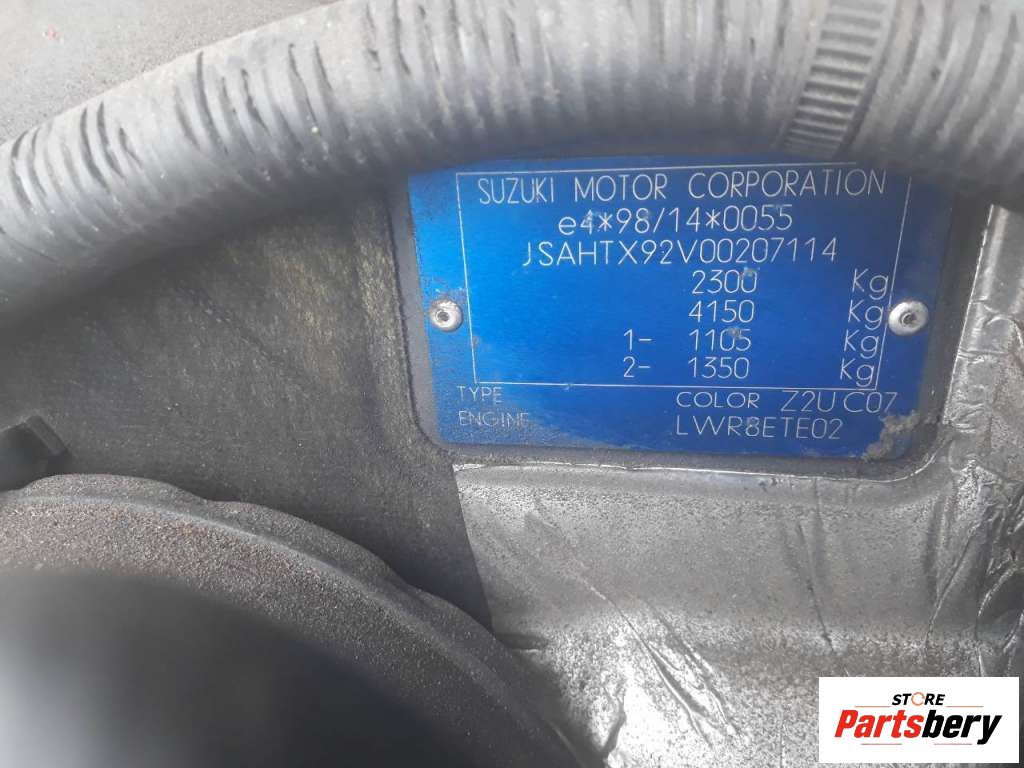 SUZUKI MOTOR CORPORATION
e4*98/14*0055
JSAHTX92V00207114
2300 Kg
4150 Kg
1- 1105 Kg
2- 1350 Kg
TYPE COLOR Z2U C07
ENGINE LWR8ETE02
STORE
Partsbery